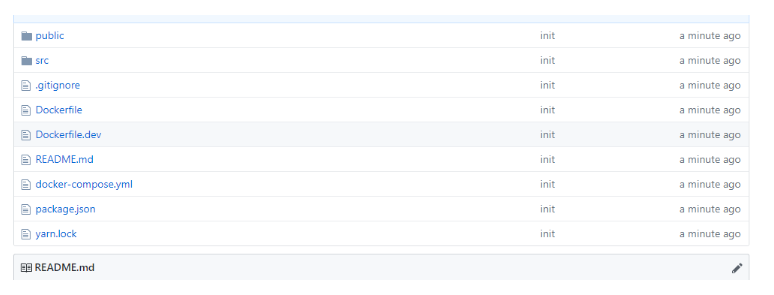 public init a minute ago
src init a minute ago
.gitignore init a minute ago
Dockerfile init a minute ago
Dockerfile.dev init a minute ago
README.md init a minute ago
docker-compose.yml init a minute ago
package.json init a minute ago
yarn.lock init a minute ago
README.md